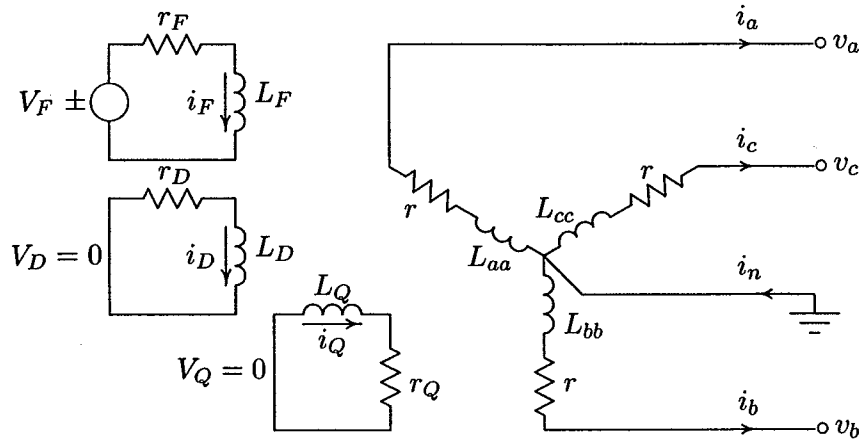 r_F
V_F ±
i_F
L_F
r_D
V_D = 0
i_D
L_D
L_Q
i_Q
V_Q = 0
r_Q
i_a
v_a
i_c
v_c
r
r
L_cc
L_aa
i_n
L_bb
r
i_b
v_b